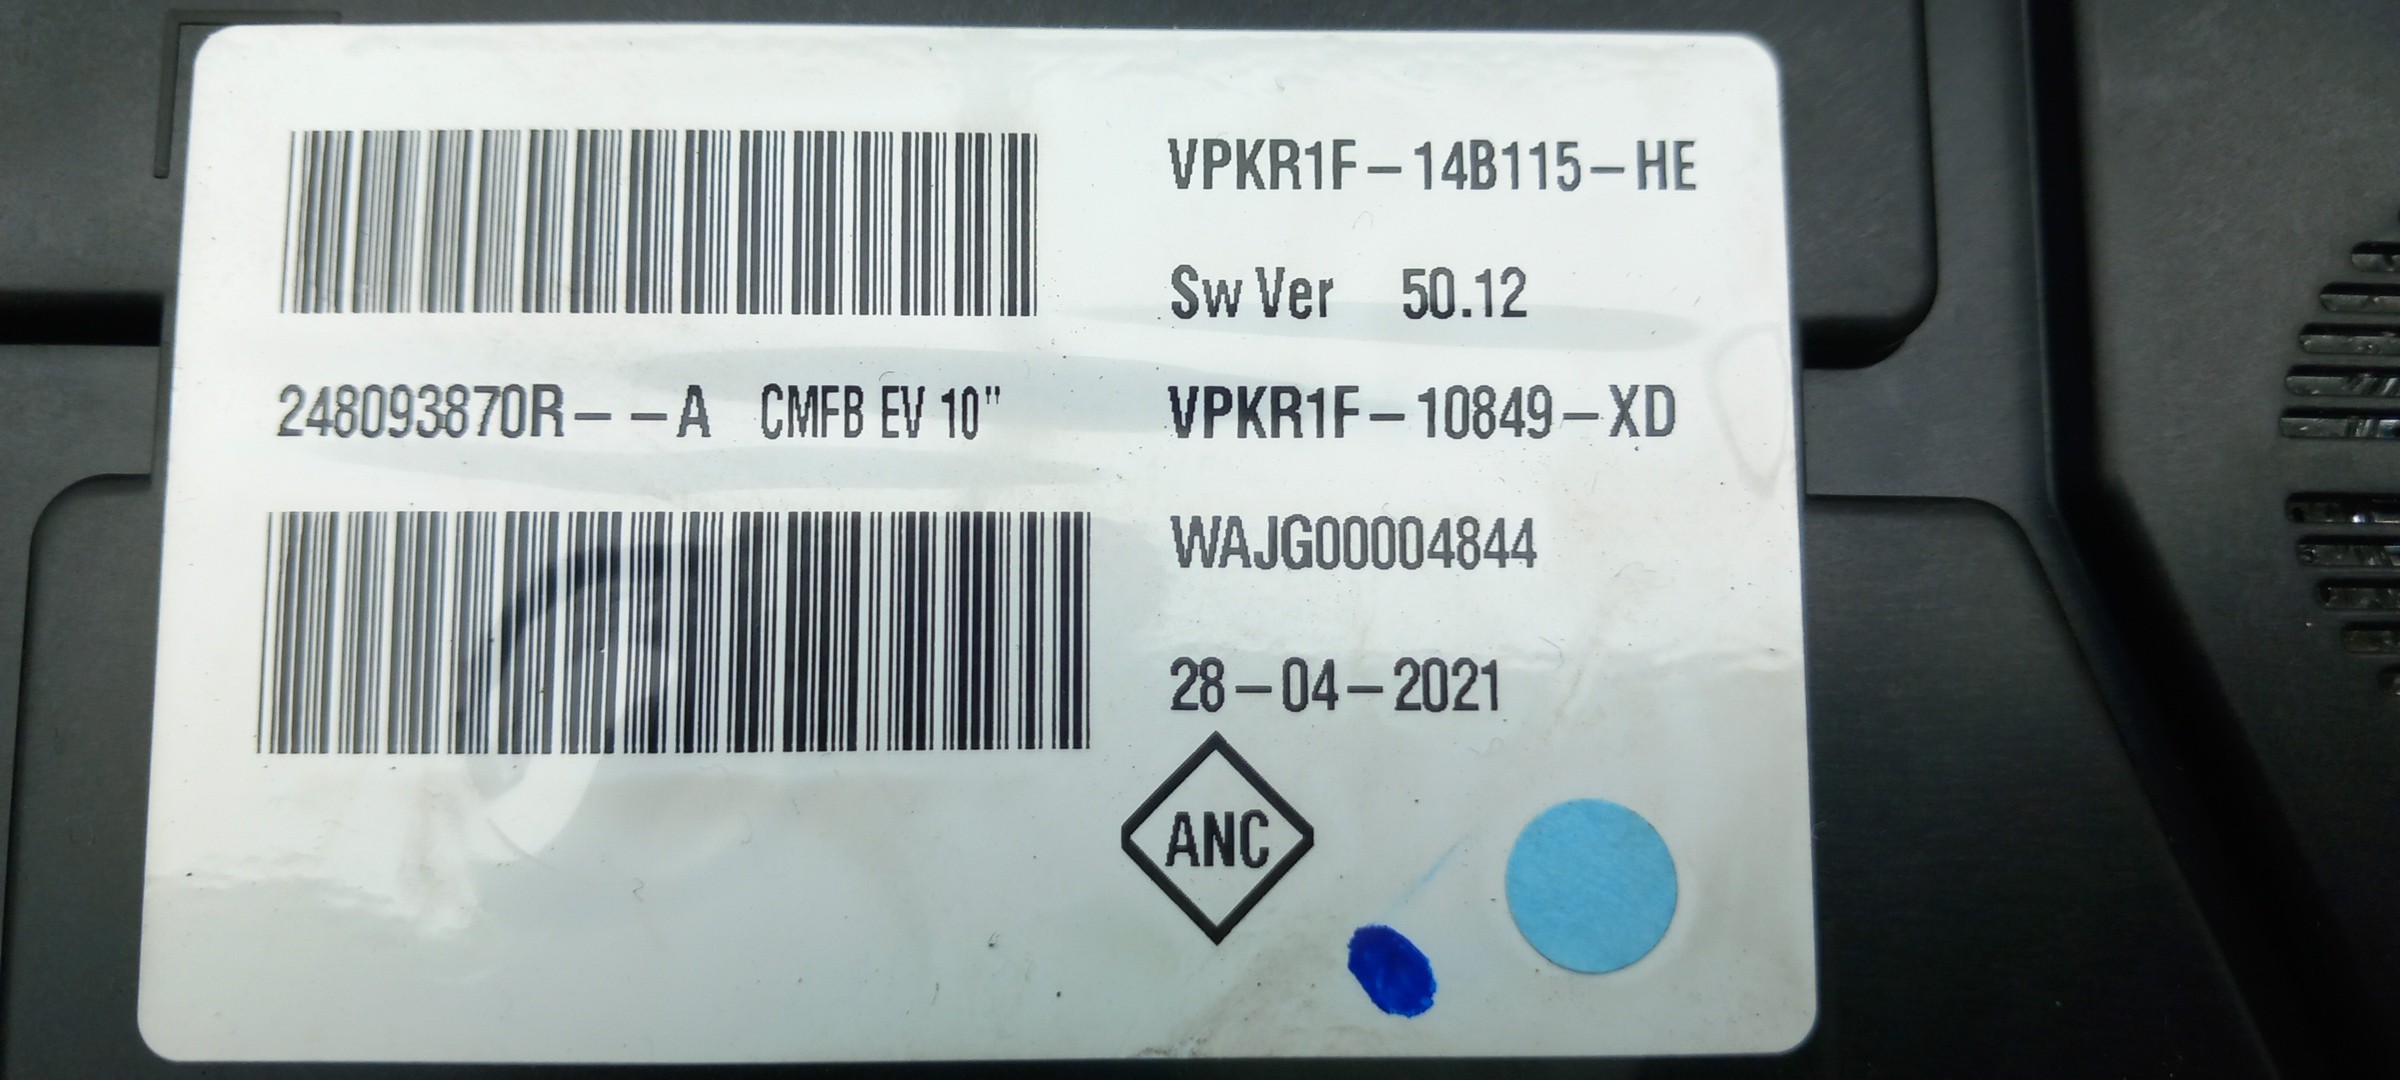 VPKR1F-14B115-HE
Sw Ver 50.12
248093870R--A CMFB EV 10" VPKR1F-10849-XD
WAJG00004844
28-04-2021
ANC